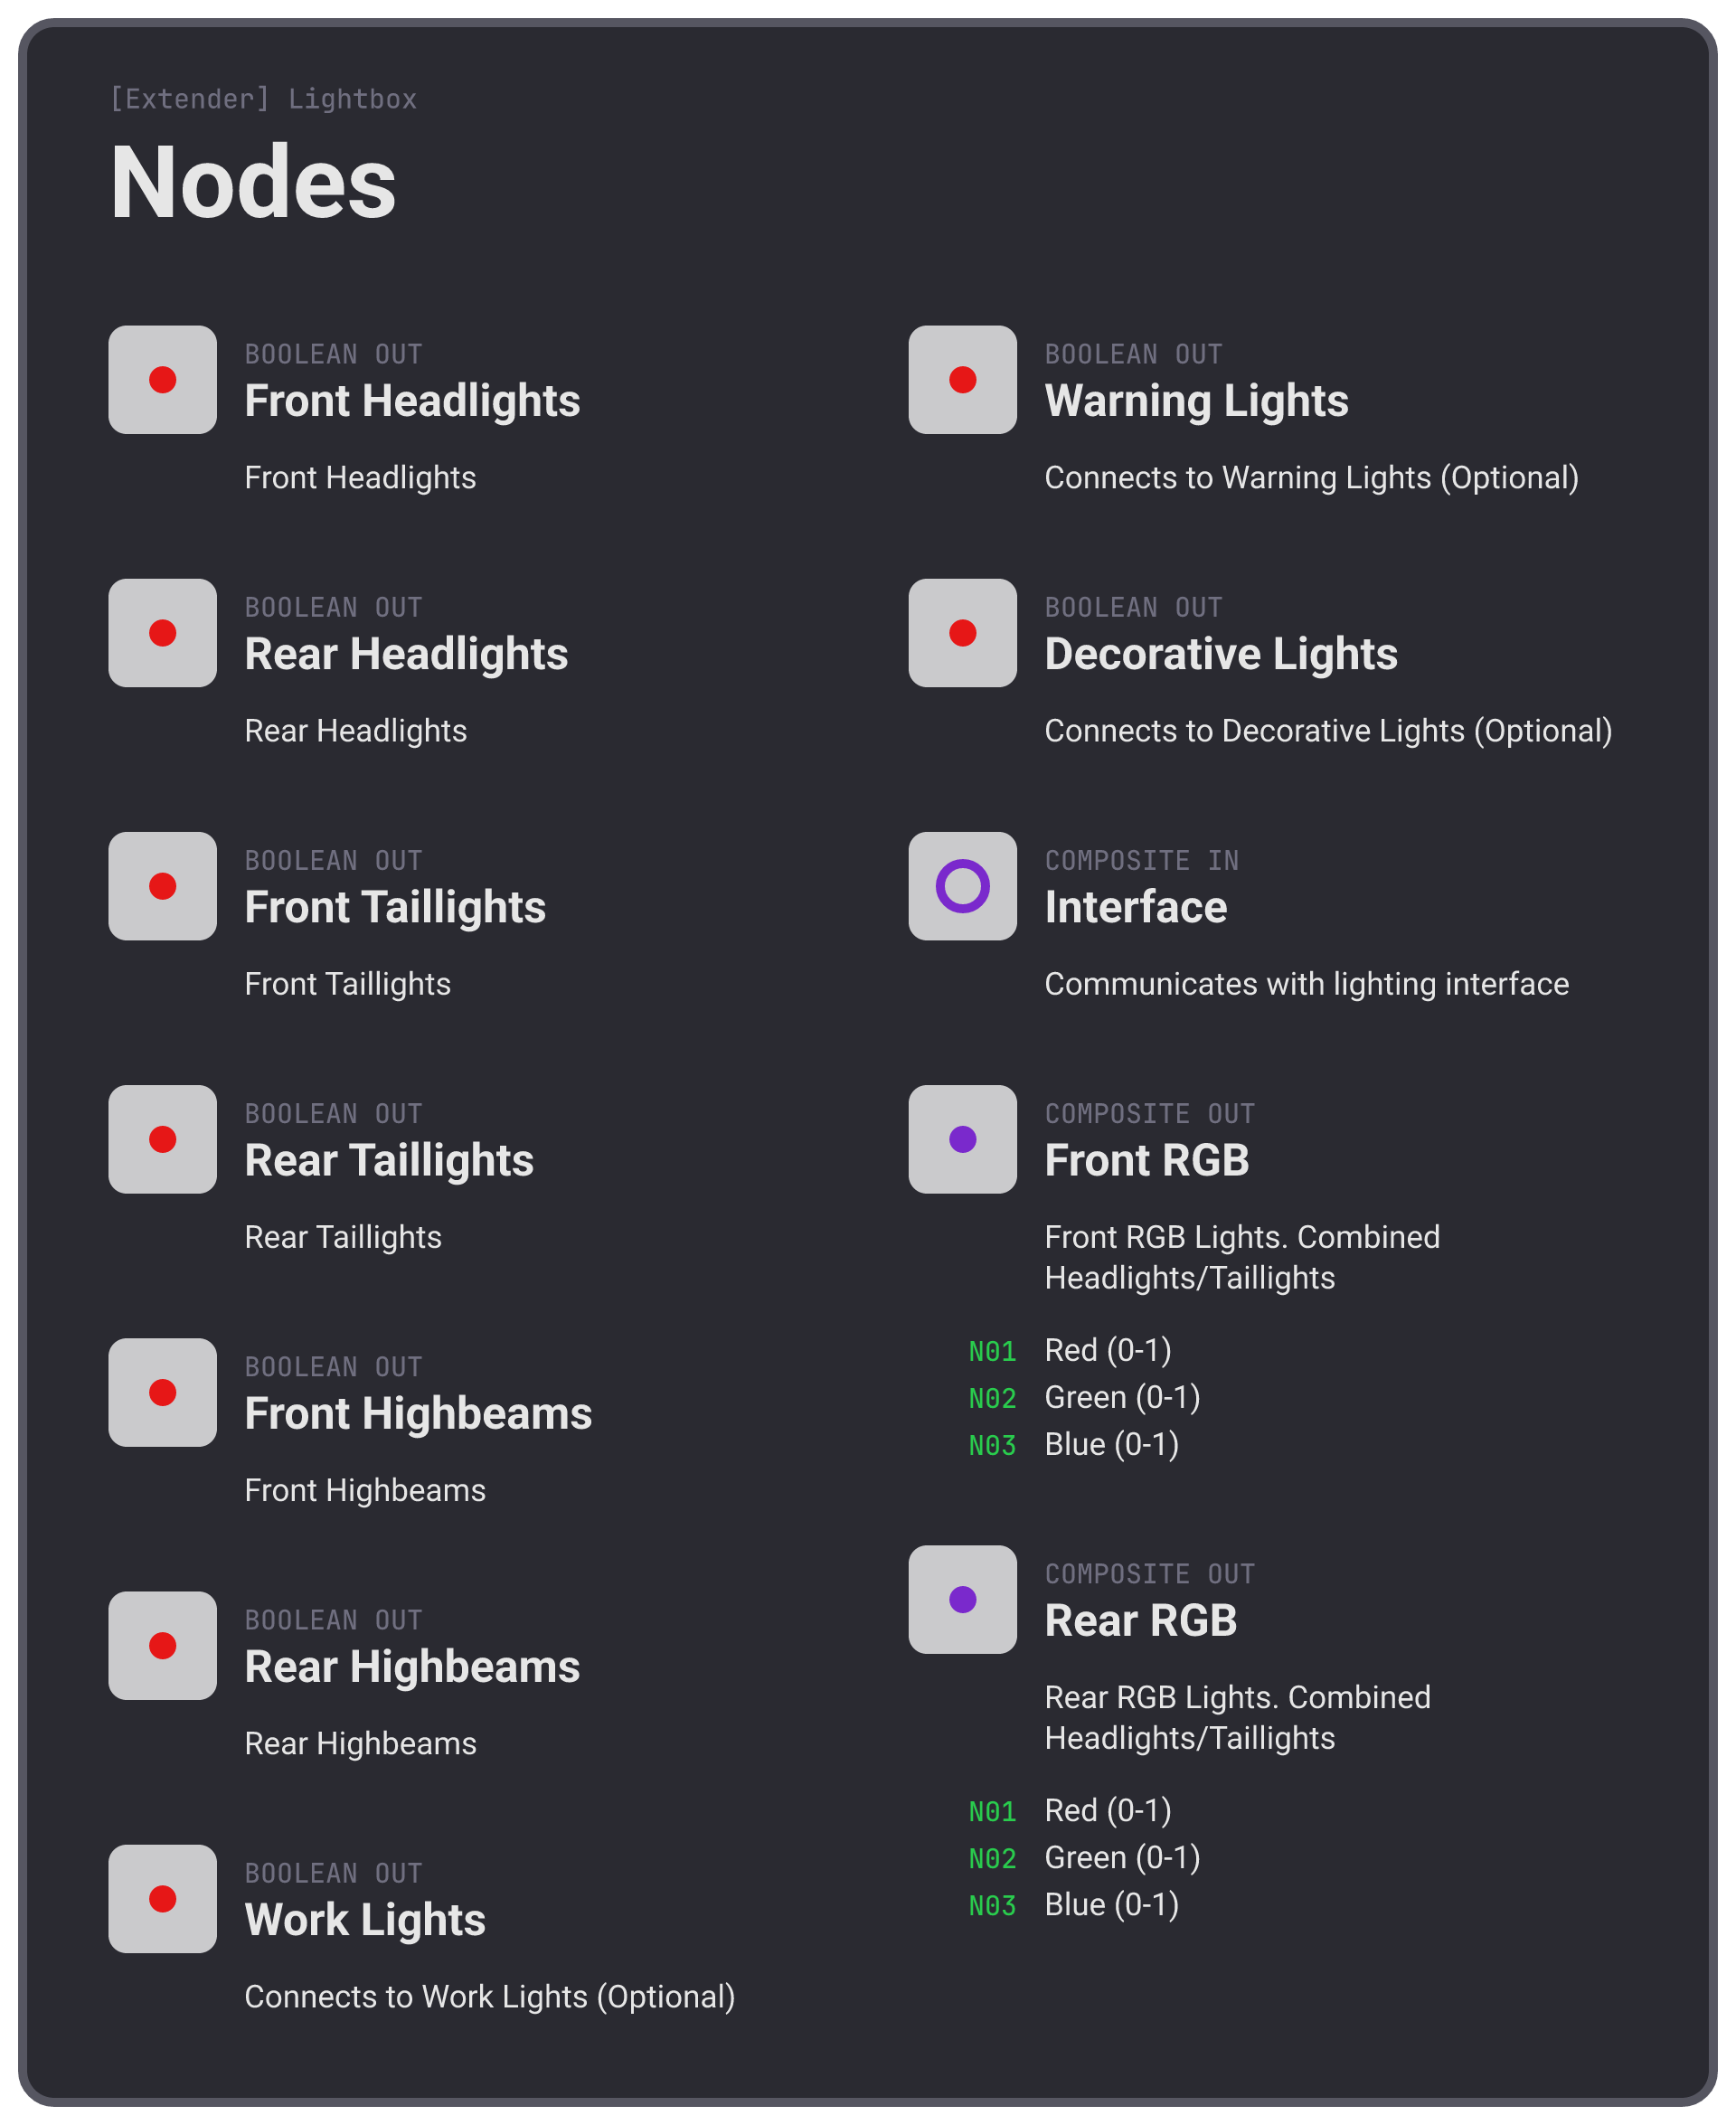 [Extender] Lightbox
Nodes
BOOLEAN OUT
Front Headlights
Front Headlights
BOOLEAN OUT
Rear Headlights
Rear Headlights
BOOLEAN OUT
Front Taillights
Front Taillights
BOOLEAN OUT
Rear Taillights
Rear Taillights
BOOLEAN OUT
Front Highbeams
Front Highbeams
BOOLEAN OUT
Rear Highbeams
Rear Highbeams
BOOLEAN OUT
Work Lights
Connects to Work Lights (Optional)
BOOLEAN OUT
Warning Lights
Connects to Warning Lights (Optional)
BOOLEAN OUT
Decorative Lights
Connects to Decorative Lights (Optional)
COMPOSITE IN
Interface
Communicates with lighting interface
COMPOSITE OUT
Front RGB
Front RGB Lights. Combined
Headlights/Taillights
N01 Red (0-1)
N02 Green (0-1)
N03 Blue (0-1)
COMPOSITE OUT
Rear RGB
Rear RGB Lights. Combined
Headlights/Taillights
N01 Red (0-1)
N02 Green (0-1)
N03 Blue (0-1)